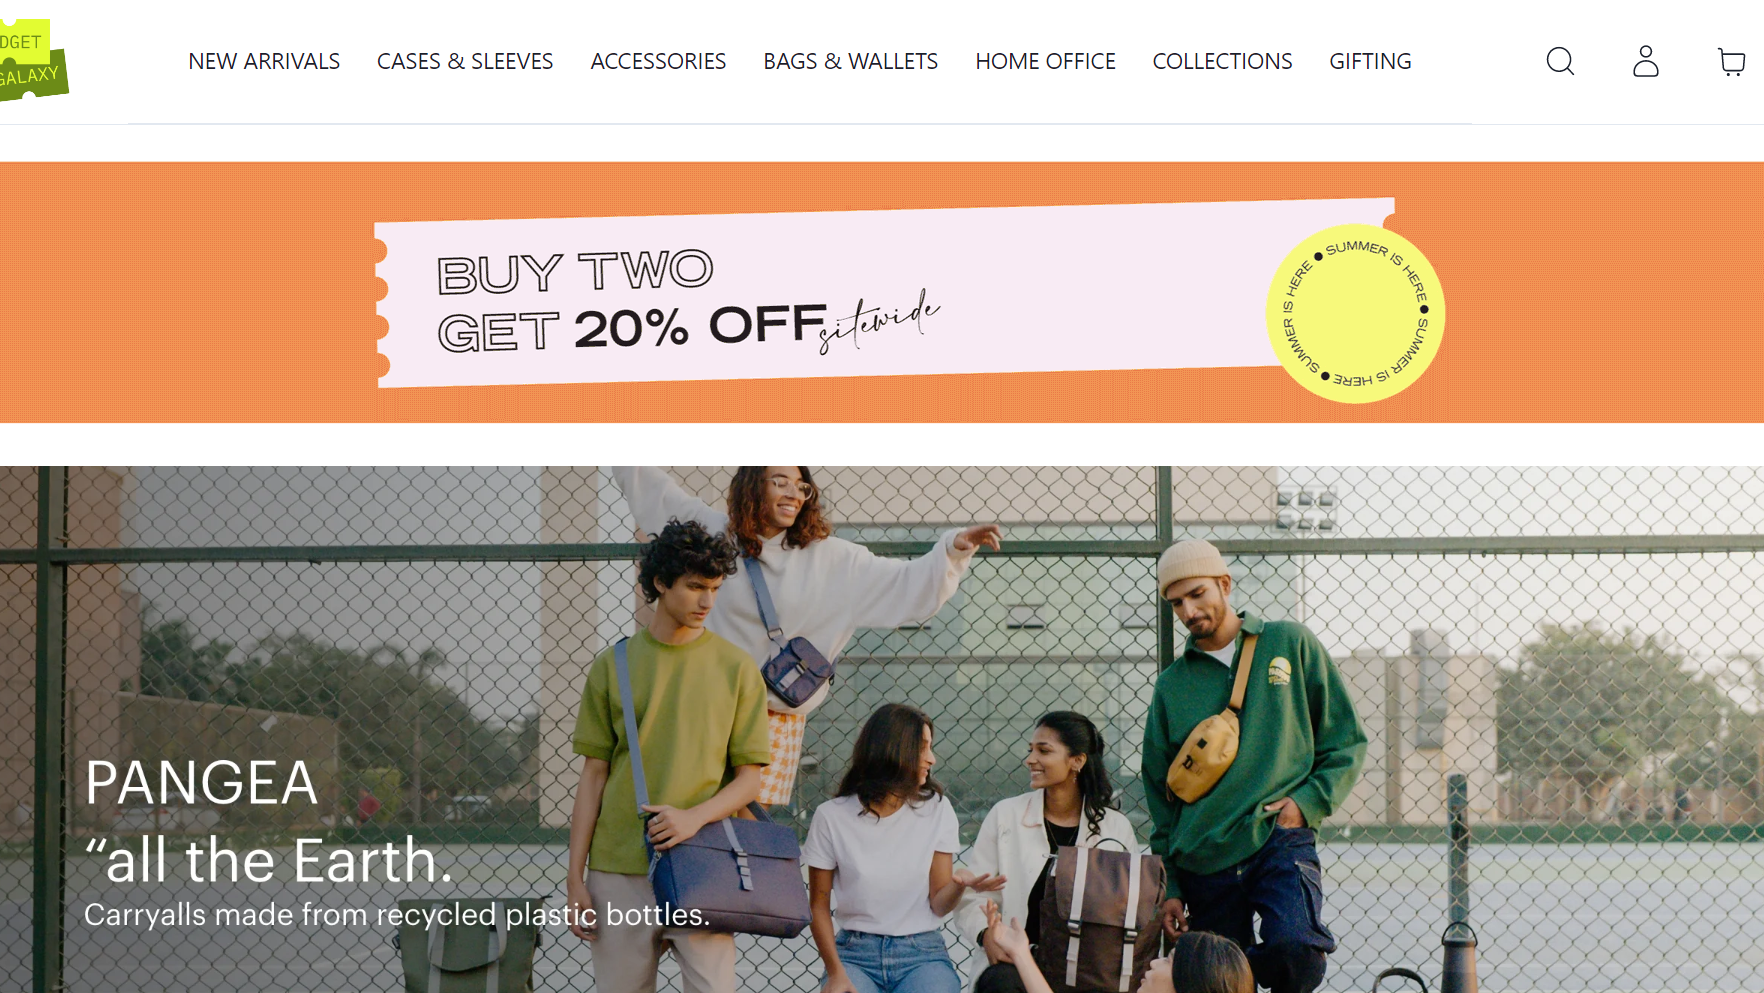 DGET
GALAXY
NEW ARRIVALS
CASES & SLEEVES
ACCESSORIES
BAGS & WALLETS
HOME OFFICE
COLLECTIONS
GIFTING
BUY TWO
GET 20% OFF sitewide
SUMMER IS HERE • SUMMER IS HERE • SUMMER IS HERE •
PANGEA
“all the Earth.
Carryalls made from recycled plastic bottles.